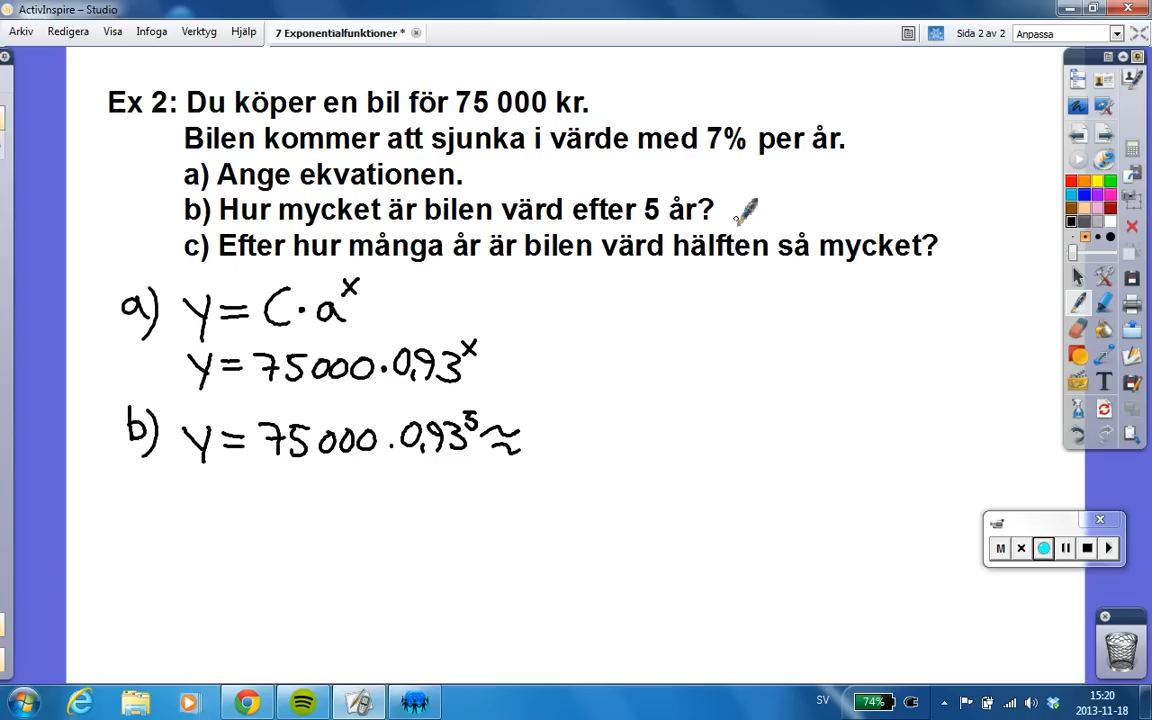 ActivInspire – Studio
Arkiv Redigera Visa Infoga Verktyg Hjälp 7 Exponentialfunktioner * Sida 2 av 2 Anpassa
Ex 2: Du köper en bil för 75 000 kr.
Bilen kommer att sjunka i värde med 7% per år.
a) Ange ekvationen.
b) Hur mycket är bilen värd efter 5 år?
c) Efter hur många år är bilen värd hälften så mycket?
a) y = C · a^x
y = 75000 · 0,93^x
b) y = 75000 · 0,93^5 ≈
M
SV 74% 15:20
2013-11-18